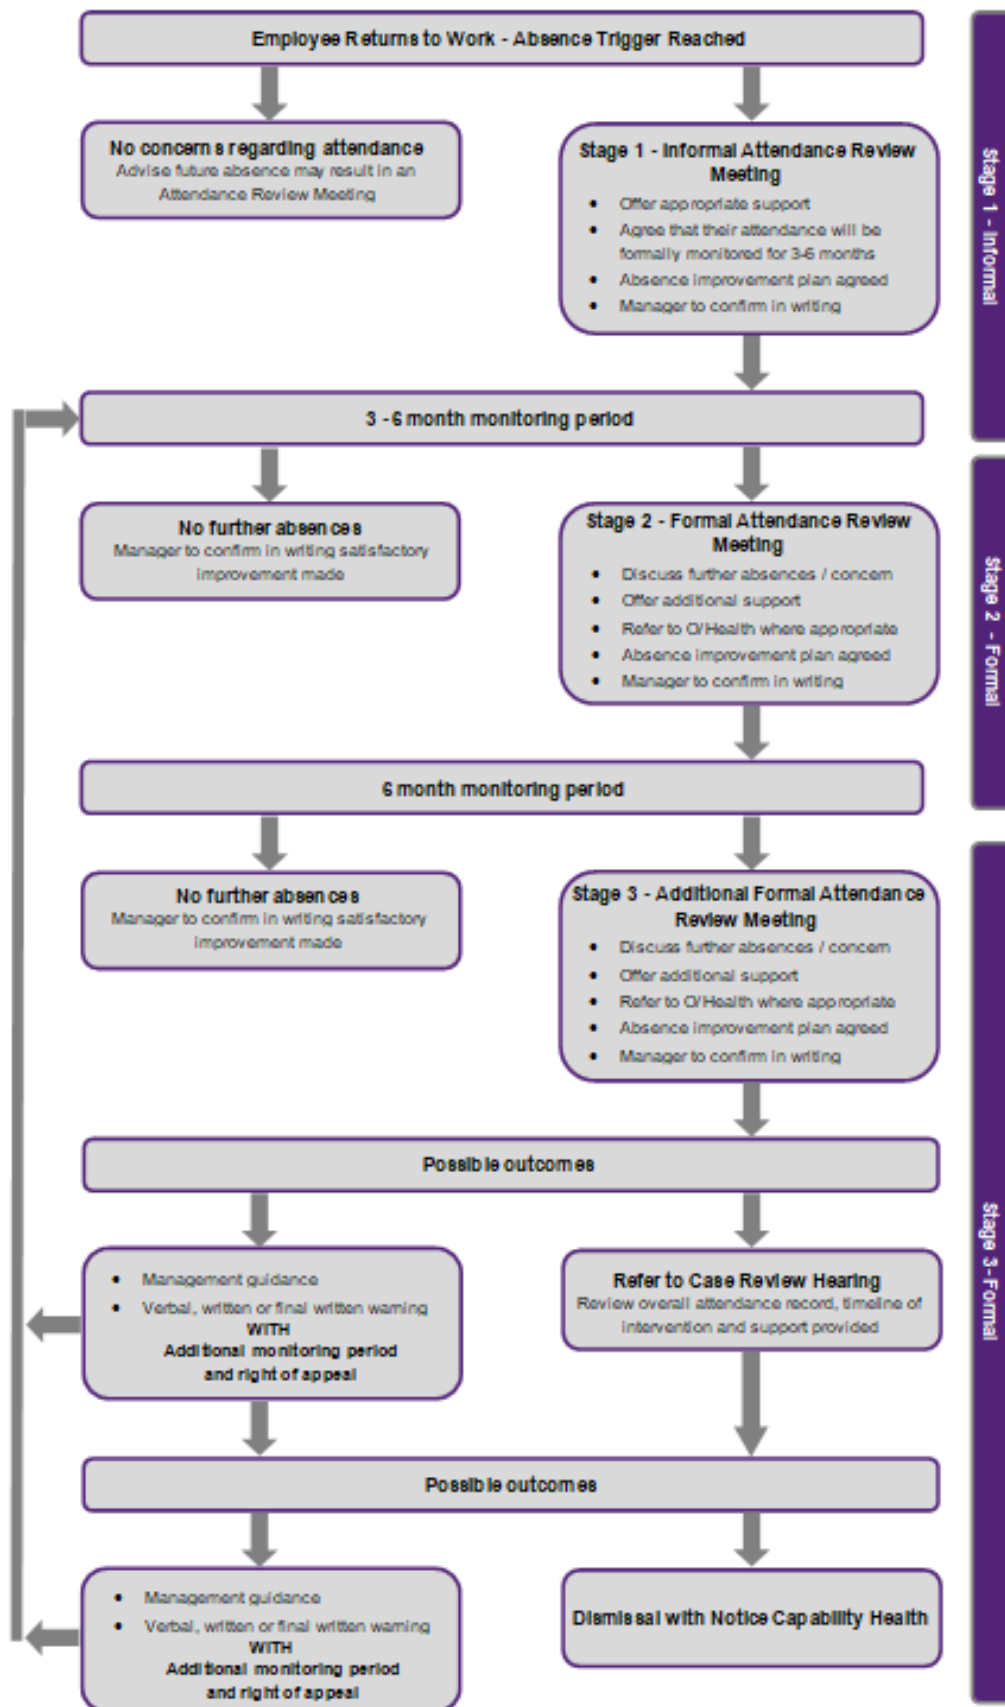 Employee Returns to Work - Absence Trigger Reached
No concerns regarding attendance
Advise future absence may result in an
Attendance Review Meeting
Stage 1 - Informal Attendance Review
Meeting
• Offer appropriate support
• Agree that their attendance will be
formally monitored for 3-6 months
• Absence improvement plan agreed
• Manager to confirm in writing
Stage 1 - Informal
3 - 6 month monitoring period
No further absences
Manager to confirm in writing satisfactory
improvement made
Stage 2 - Formal Attendance Review
Meeting
• Discuss further absences / concern
• Offer additional support
• Refer to O/Health where appropriate
• Absence improvement plan agreed
• Manager to confirm in writing
Stage 2 - Formal
6 month monitoring period
No further absences
Manager to confirm in writing satisfactory
improvement made
Stage 3 - Additional Formal Attendance
Review Meeting
• Discuss further absences / concern
• Offer additional support
• Refer to O/Health where appropriate
• Absence improvement plan agreed
• Manager to confirm in writing
Possible outcomes
• Management guidance
• Verbal, written or final written warning
WITH
Additional monitoring period
and right of appeal
Refer to Case Review Hearing
Review overall attendance record, timeline of
intervention and support provided
Stage 3- Formal
Possible outcomes
• Management guidance
• Verbal, written or final written warning
WITH
Additional monitoring period
and right of appeal
Dismissal with Notice Capability Health